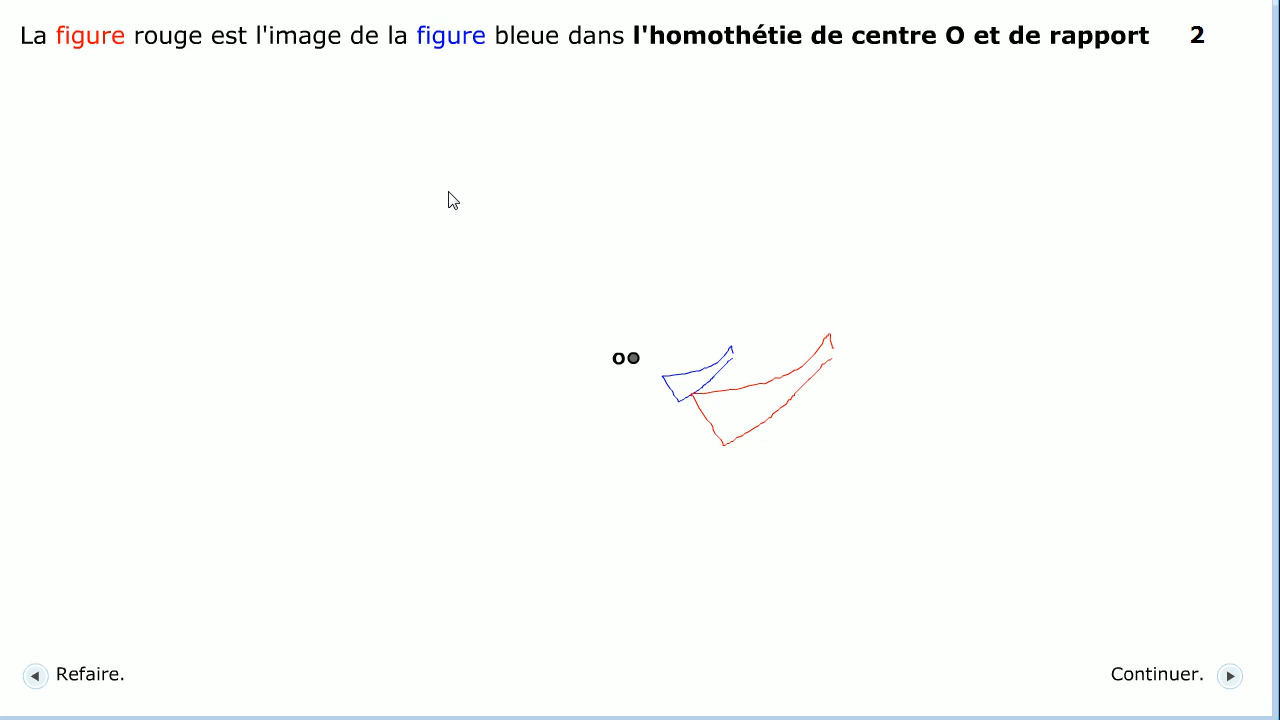 La figure rouge est l'image de la figure bleue dans l'homothétie de centre O et de rapport 2
O
Refaire.
Continuer.